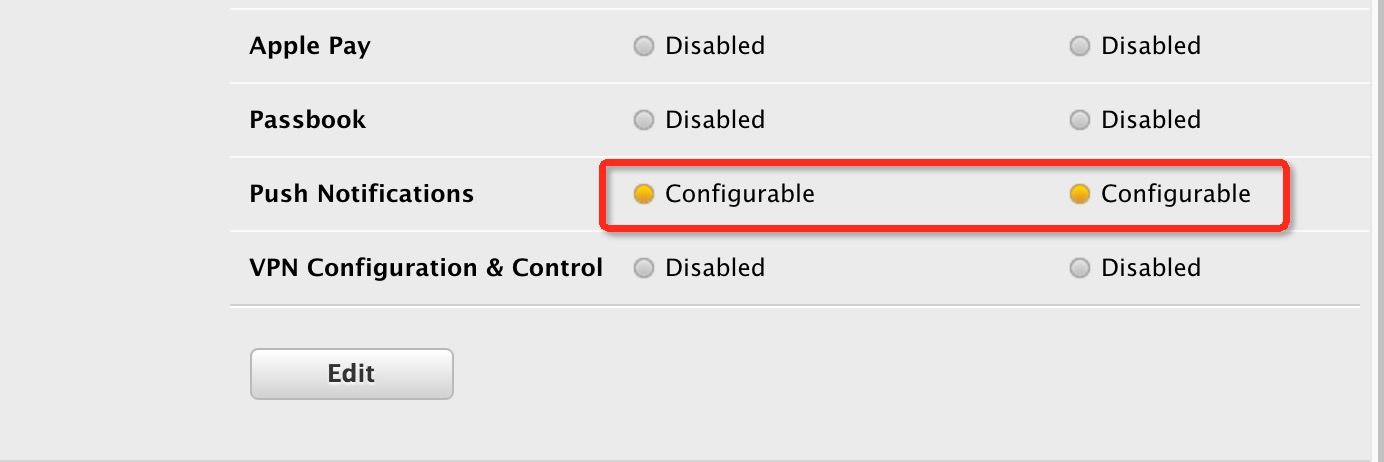 Apple Pay Disabled Disabled
Passbook Disabled Disabled
Push Notifications Configurable Configurable
VPN Configuration & Control Disabled Disabled
Edit